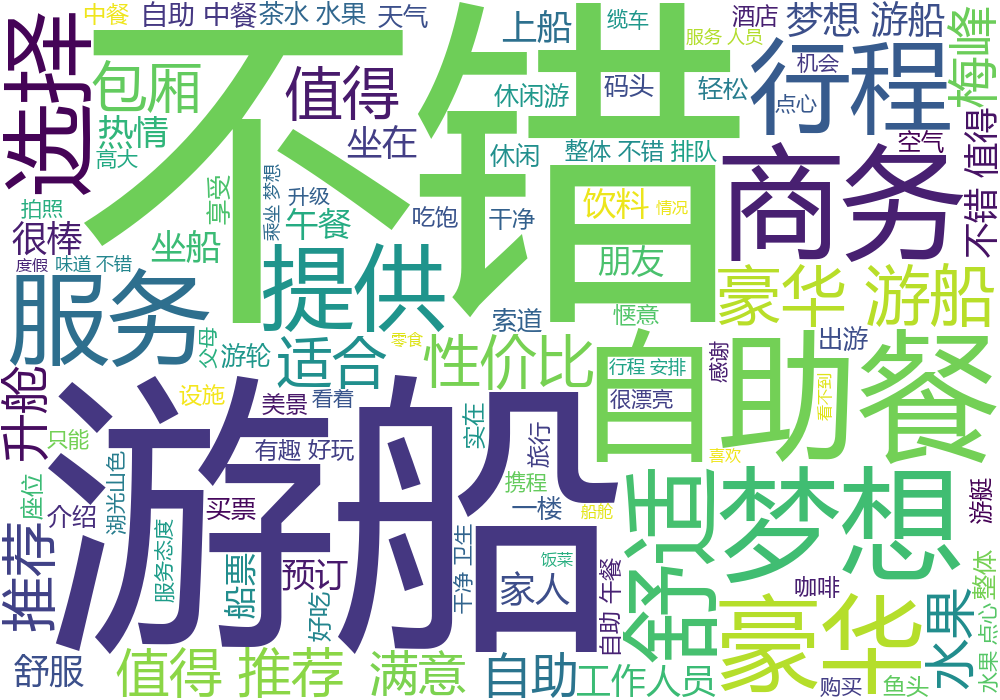 中餐
自助 中餐
茶水 水果
天气
上船
缆车
服务 人员
酒店
梦想 游船
梅峰
选择
不错
包厢
值得
行程
机会
热情
高大
坐在
休闲游
码头
轻松
点心
休闲
整体 不错 排队
商务
空气
不错 值得
拍照
享受
乘坐 梦想
升级
午餐
吃饱
干净
饮料
情况
很棒
度假
味道 不错
坐船
提供
朋友
豪华 游船
服务
父母
游轮
适合
零食
索道
惬意
性价比
自助餐
行程 安排
感谢
出游
很漂亮
看不到
升舱
设施
美景
看着
游船
实在
旅行
喜欢
只能
有趣 好玩
座位
介绍
湖光山色
买票
携程
一楼
船舱
舒适
梦想
游艇
推荐
服务态度
船票
预订
好吃
干净 卫生
饭菜
家人
自助 午餐
咖啡
豪华
水果
整体
水果 点心
舒服
值得 推荐
满意
自助
工作人员
购买
鱼头